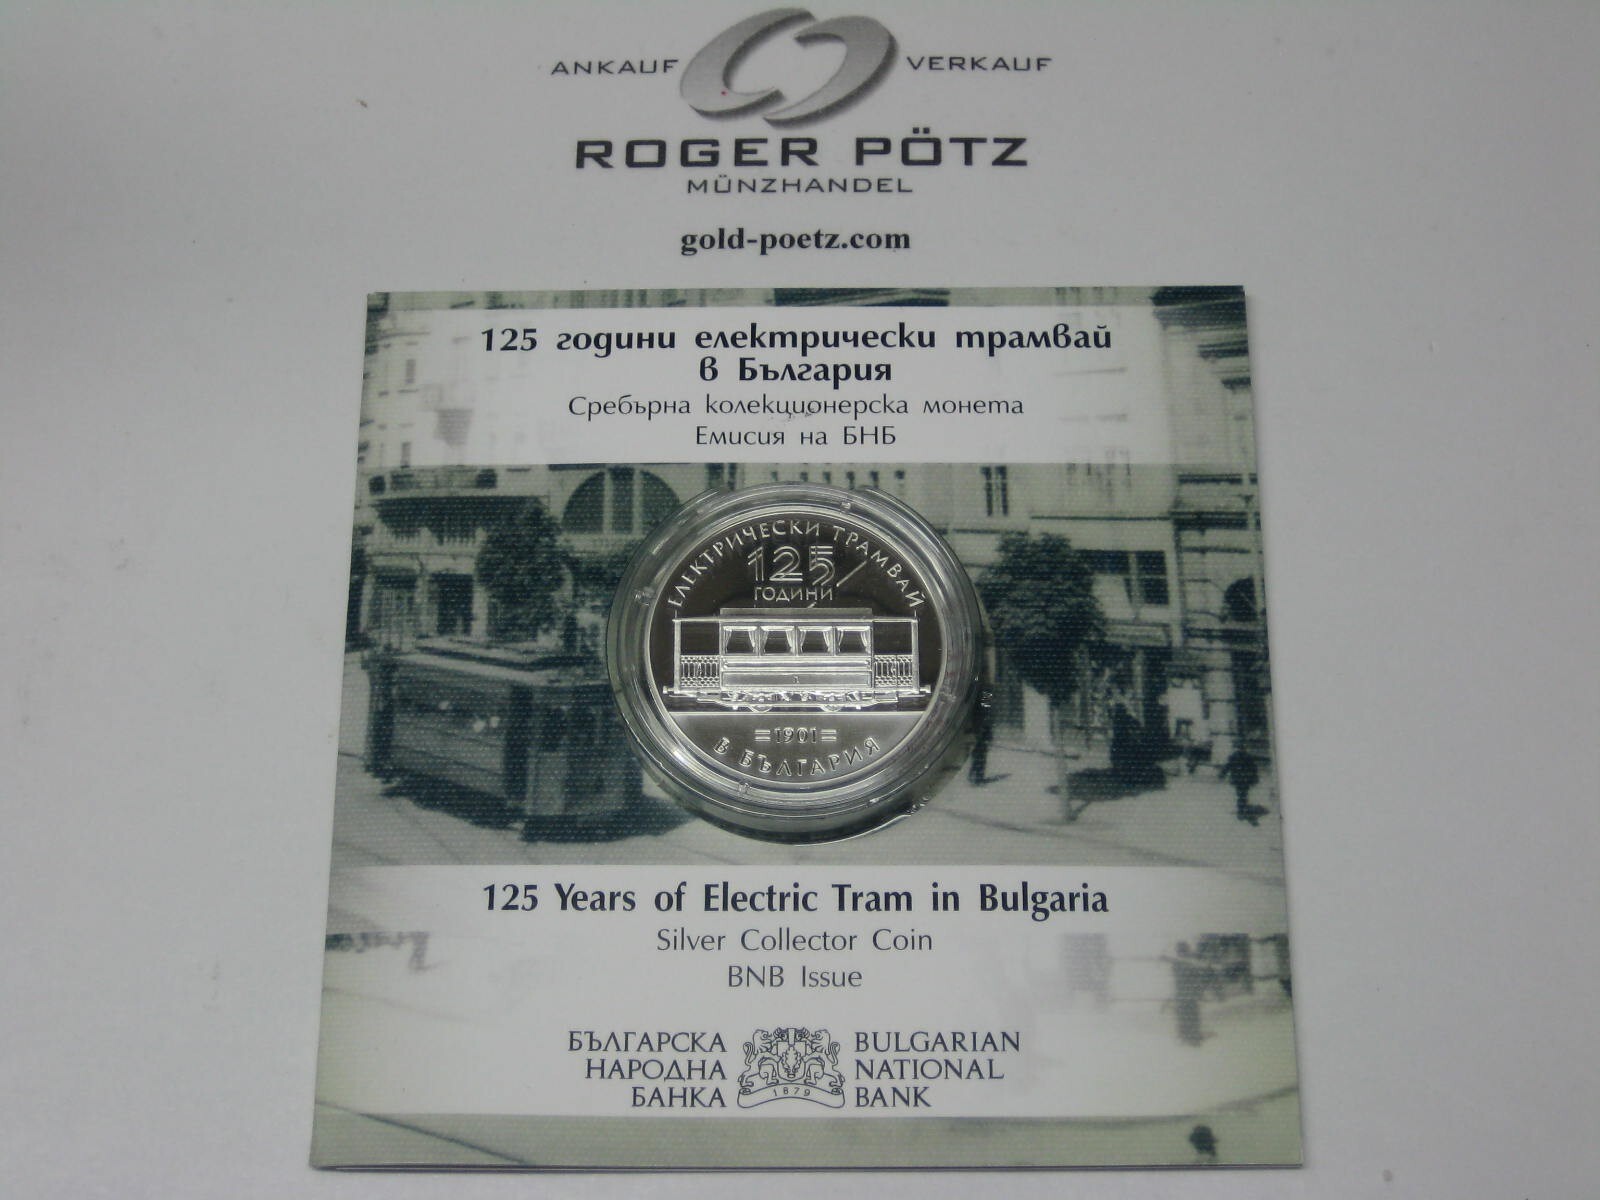 ANKAUF VERKAUF
ROGER PÖTZ
MÜNZHANDEL
gold-poetz.com
125 години електрически трамвай
в България
Сребърна колекционерска монета
Емисия на БНБ
ЕЛЕКТРИЧЕСКИ ТРАМВАЙ
125
ГОДИНИ
1
=1901=
В БЪЛГАРИЯ
125 Years of Electric Tram in Bulgaria
Silver Collector Coin
BNB Issue
БЪЛГАРСКА
НАРОДНА
БАНКА
1879
BULGARIAN
NATIONAL
BANK